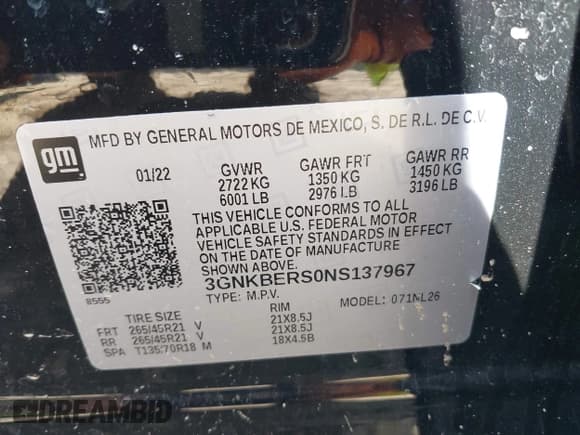 gm
MFD BY GENERAL MOTORS DE MEXICO, S. DE R.L. DE C.V.
01/22 GVWR GAWR FRT GAWR RR
2722 KG 1350 KG 1450 KG
6001 LB 2976 LB 3196 LB
THIS VEHICLE CONFORMS TO ALL
APPLICABLE U.S. FEDERAL MOTOR
VEHICLE SAFETY STANDARDS IN EFFECT
ON THE DATE OF MANUFACTURE
SHOWN ABOVE.
3GNKBERS0NS137967
8555
TYPE: M.P.V. MODEL: 071NL26
TIRE SIZE RIM
FRT 265/45R21 V 21X8.5J
RR 265/45R21 V 21X8.5J
SPA T135/70R18 M 18X4.5B
DREAMBID